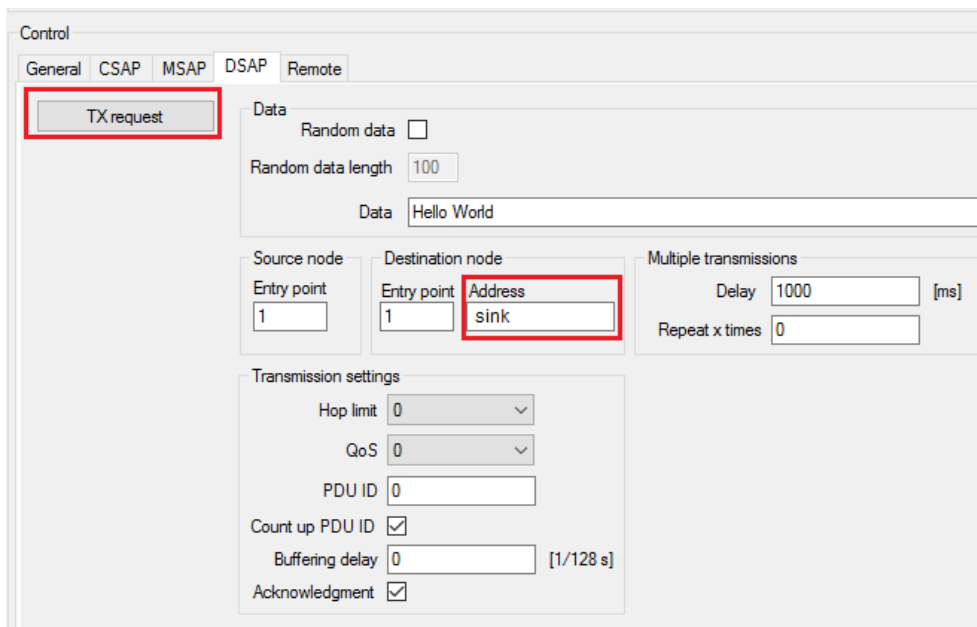 Control
General CSAP MSAP DSAP Remote
TX request
Data
Random data
Random data length 100
Data Hello World
Source node
Entry point
1
Destination node
Entry point Address
1 sink
Multiple transmissions
Delay 1000 [ms]
Repeat x times 0
Transmission settings
Hop limit 0
QoS 0
PDU ID 0
Count up PDU ID
Buffering delay 0 [1/128 s]
Acknowledgment